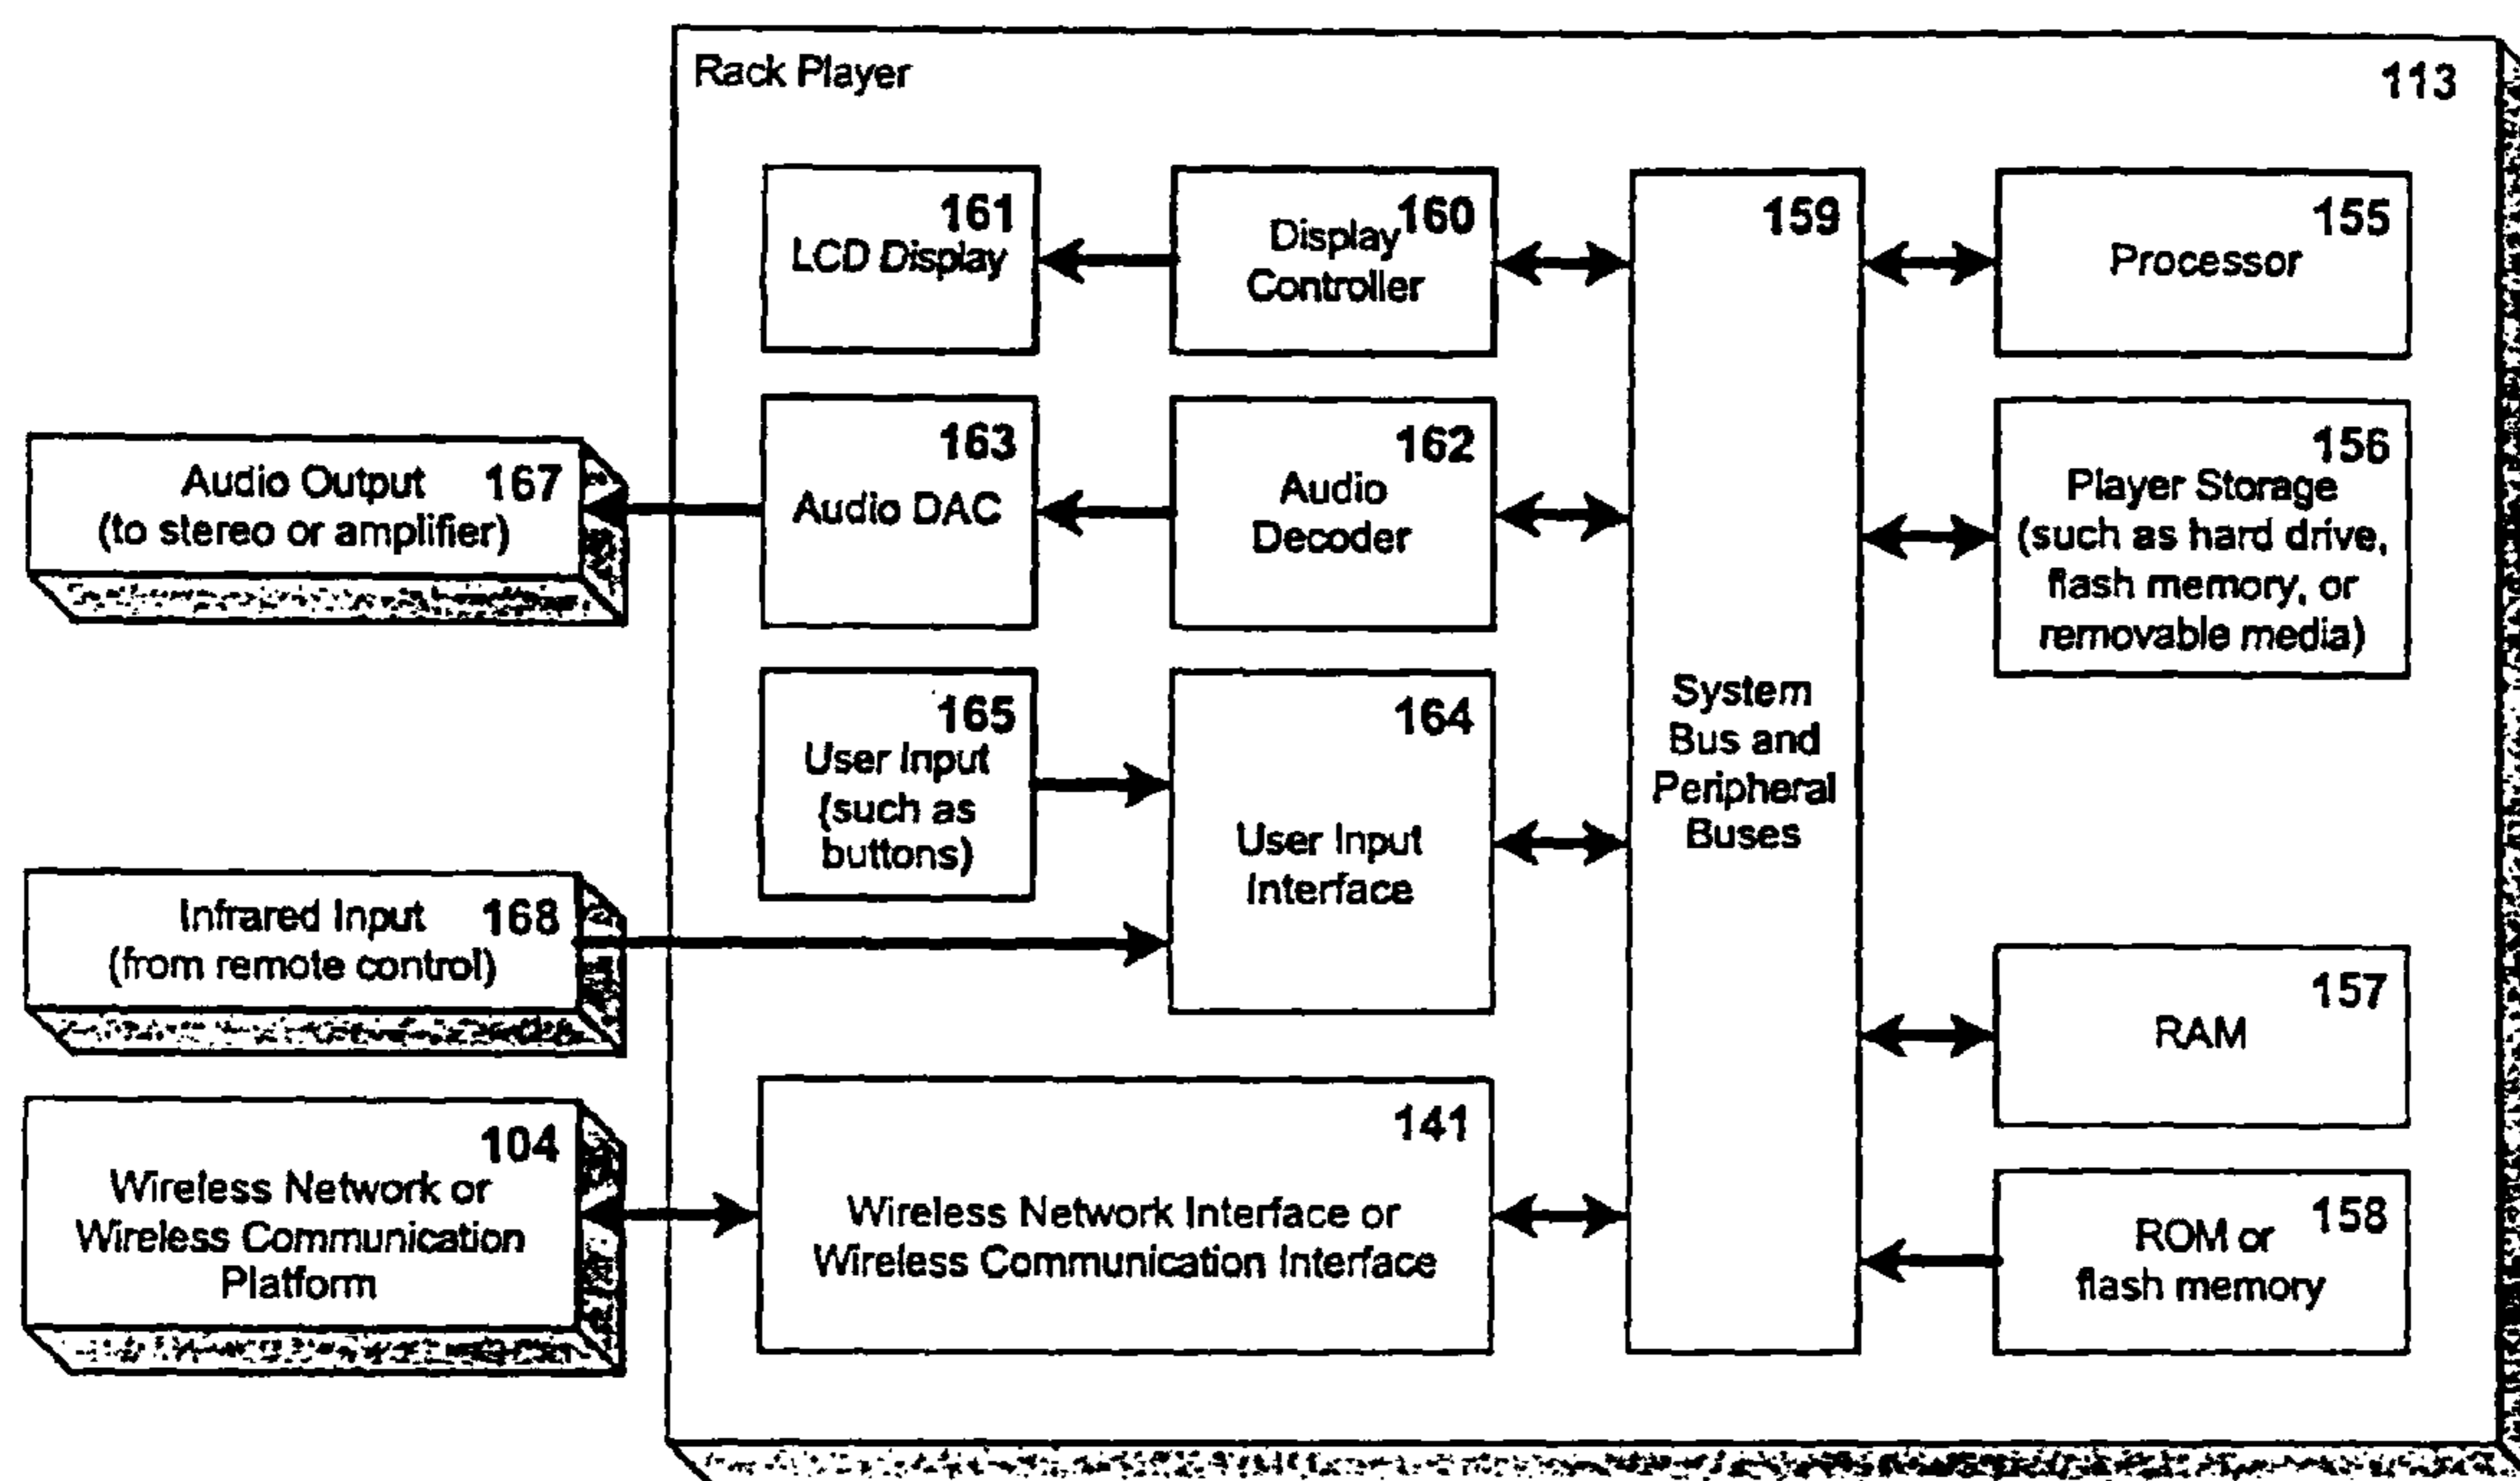 Rack Player
113
161
LCD Display
160
Display
Controller
159
System
Bus and
Peripheral
Buses
155
Processor
167
Audio Output
(to stereo or amplifier)
163
Audio DAC
162
Audio
Decoder
156
Player Storage
(such as hard drive,
flash memory, or
removable media)
165
User Input
(such as
buttons)
164
User Input
Interface
168
Infrared Input
(from remote control)
157
RAM
104
Wireless Network or
Wireless Communication
Platform
141
Wireless Network Interface or
Wireless Communication Interface
158
ROM or
flash memory